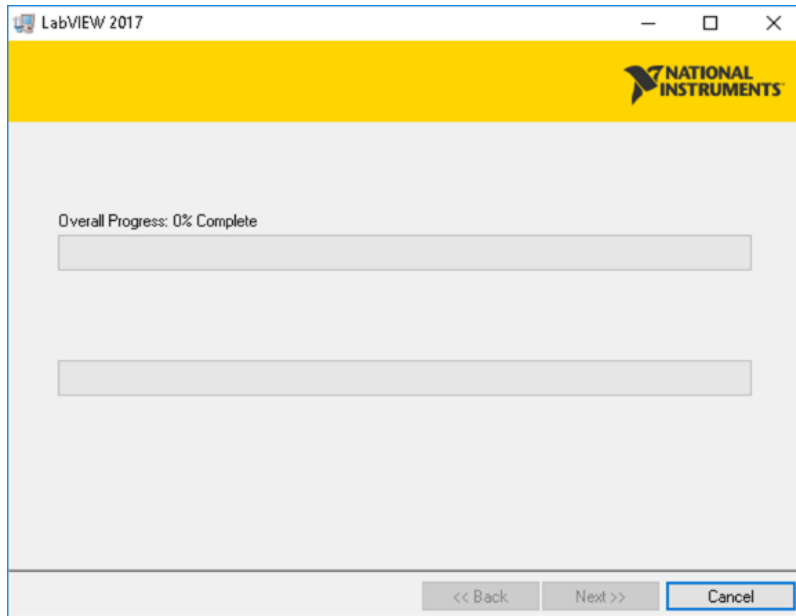 LabVIEW 2017
NATIONAL
INSTRUMENTS
Overall Progress: 0% Complete
<< Back
Next >>
Cancel